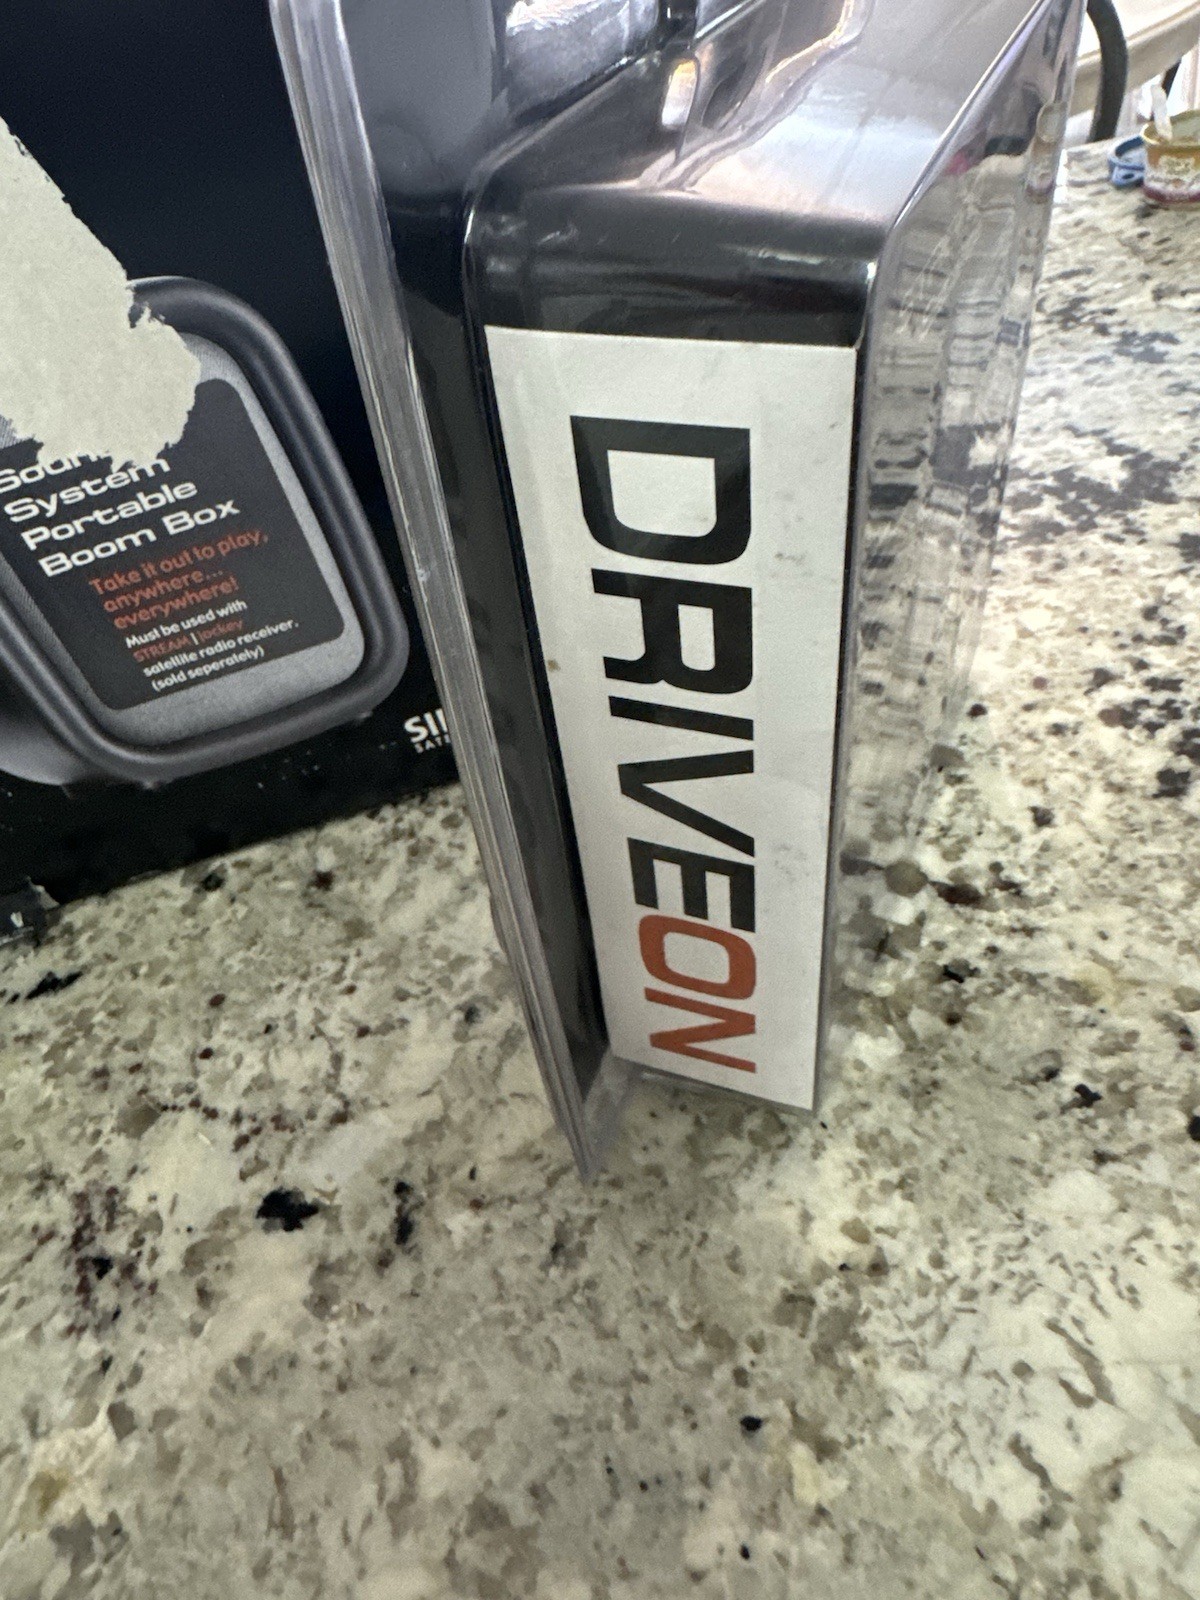 System
Portable
Boom Box
Take it out to play,
anywhere...
everywhere!
Must be used with
STREAM | jockey
satellite radio receiver.
(sold seperately)
DRIVEON